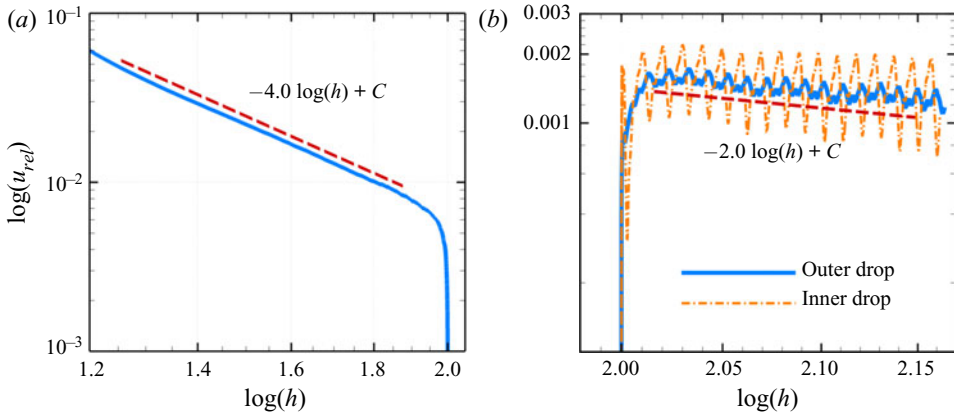 (a)
10⁻¹
10⁻²
10⁻³
log(u_rel)
−4.0 log(h) + C
1.2 1.4 1.6 1.8 2.0
log(h)
(b)
0.003
0.002
0.001
−2.0 log(h) + C
Outer drop
Inner drop
2.00 2.05 2.10 2.15
log(h)